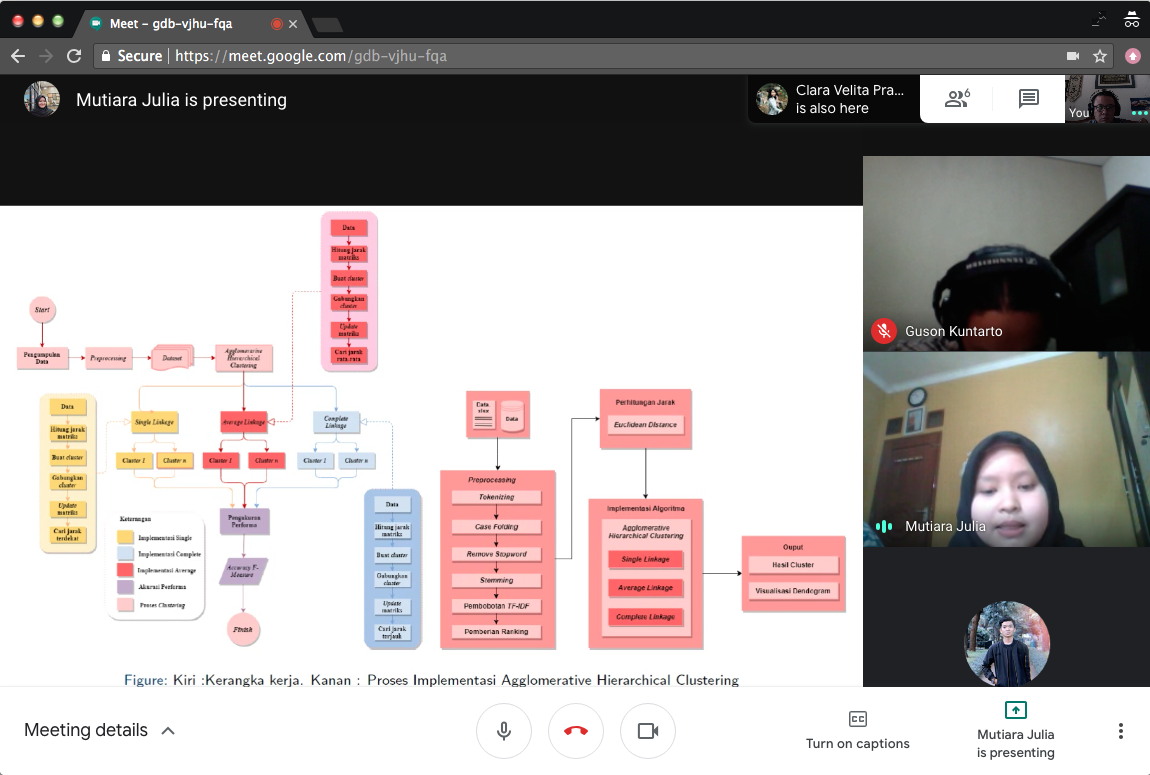 Meet – gdb-vjhu-fqa
Secure | https://meet.google.com/gdb-vjhu-fqa
Mutiara Julia is presenting
Clara Velita Pra...
is also here
6
You
Guson Kuntarto
Mutiara Julia
Start
Pengumpulan
Data
Preprocessing
Dataset
Agglomerative
Hierarchical
Clustering
Data
Hitung jarak
matriks
Buat cluster
Gabungkan
cluster
Update
matriks
Cari jarak
rata-rata
Single Linkage
Average Linkage
Complete
Linkage
Cluster 1
Cluster n
Cluster 1
Cluster n
Cluster 1
Cluster n
Data
Hitung jarak
matriks
Buat cluster
Gabungkan
cluster
Update
matriks
Cari jarak
terdekat
Keterangan
Implementasi Single
Implementasi Complete
Implementasi Average
Akurasi Performa
Proses Clustering
Pengukuran
Performa
Accuracy F-
Measure
Finish
Data
Hitung jarak
matriks
Buat cluster
Gabungkan
cluster
Update
matriks
Cari jarak
terjauh
Data
Data
Preprocessing
Tokenizing
Case Folding
Remove Stopword
Stemming
Pembobotan TF-IDF
Pemberian Ranking
Perhitungan Jarak
Euclidean Distance
Implementasi Algoritma
Agglomerative
Hierarchical Clustering
Single Linkage
Average Linkage
Complete Linkage
Ouput
Hasil Cluster
Visualisasi Dendogram
Figure: Kiri :Kerangka kerja. Kanan : Proses Implementasi Agglomerative Hierarchical Clustering
Meeting details
CC
Turn on captions
Mutiara Julia
is presenting